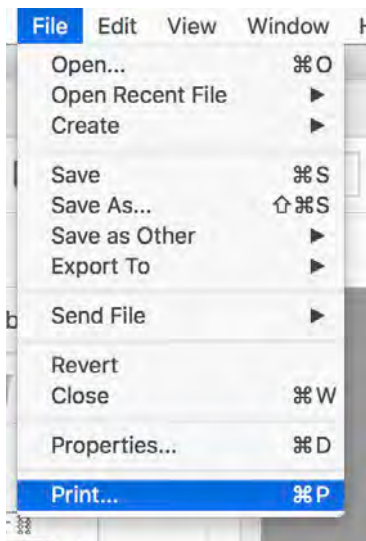 File Edit View Window
Open... ⌘O
Open Recent File ▶
Create ▶
Save ⌘S
Save As... ⇧⌘S
Save as Other ▶
Export To ▶
Send File ▶
Revert
Close ⌘W
Properties... ⌘D
Print... ⌘P